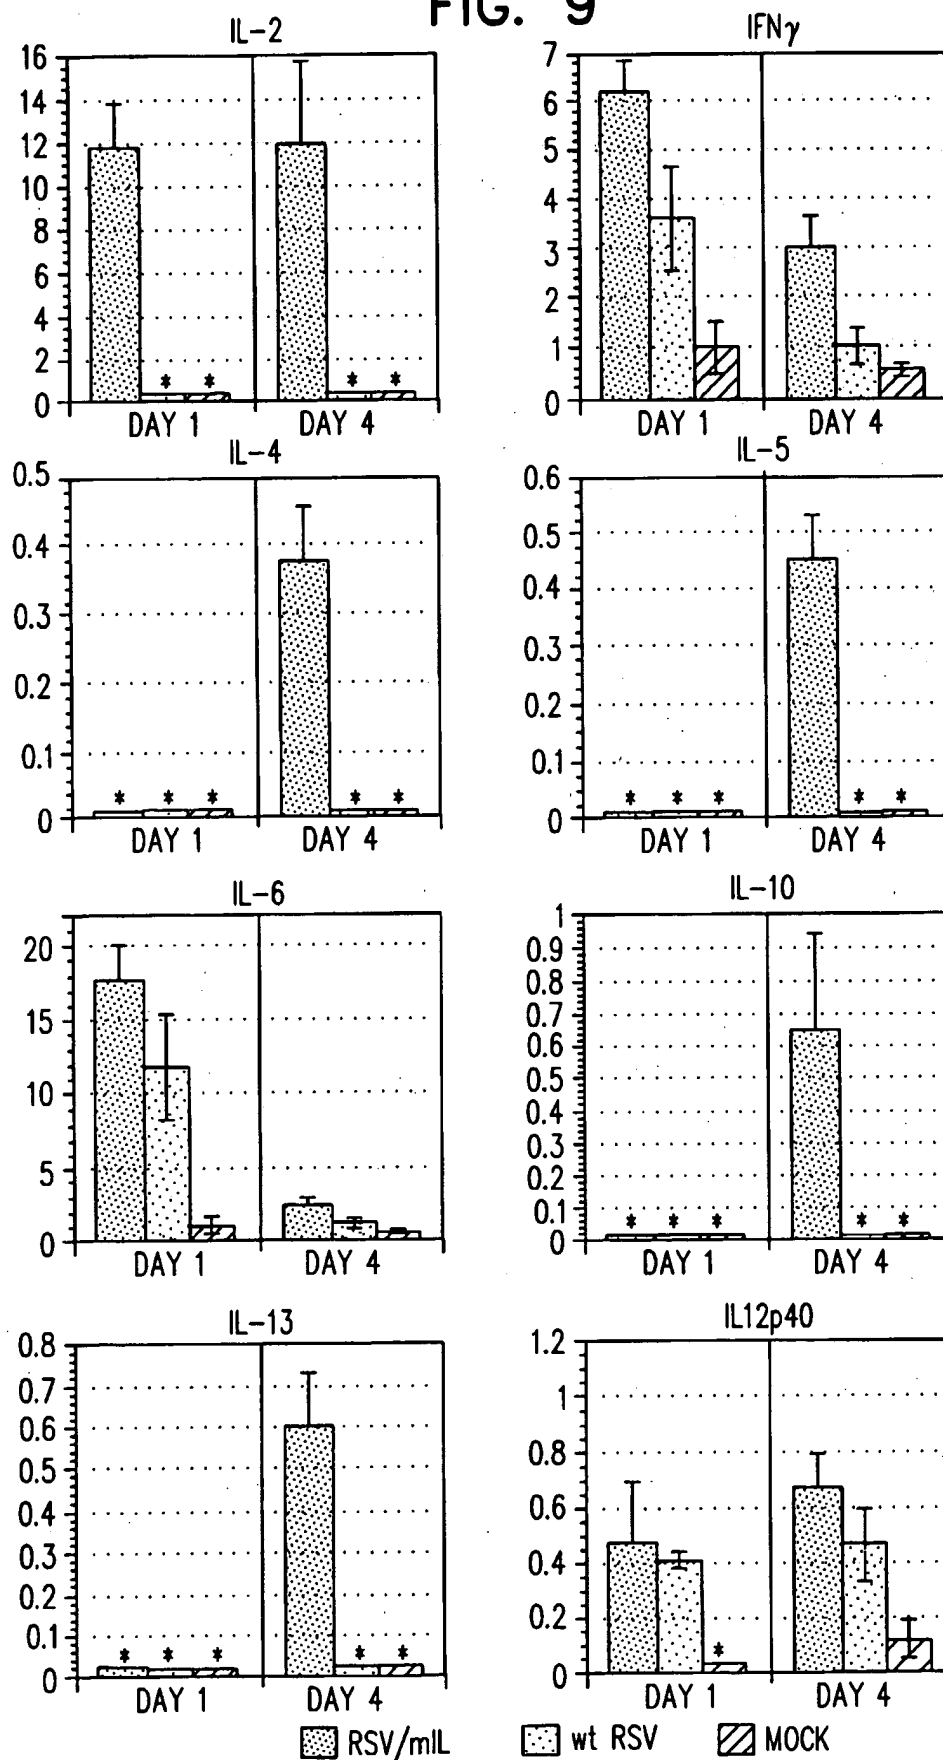 FIG. 9
IL-2
16
14
12
10
8
6
4
2
0
* * * *
DAY 1 DAY 4
IFNγ
7
6
5
4
3
2
1
0
DAY 1 DAY 4
IL-4
0.5
0.4
0.3
0.2
0.1
0
* * * * *
DAY 1 DAY 4
IL-5
0.6
0.5
0.4
0.3
0.2
0.1
0
* * * * *
DAY 1 DAY 4
IL-6
20
15
10
5
0
DAY 1 DAY 4
IL-10
1
0.9
0.8
0.7
0.6
0.5
0.4
0.3
0.2
0.1
0
* * * * *
DAY 1 DAY 4
IL-13
0.8
0.7
0.6
0.5
0.4
0.3
0.2
0.1
0
* * * * *
DAY 1 DAY 4
IL12p40
1.2
1
0.8
0.6
0.4
0.2
0
*
DAY 1 DAY 4
RSV/mIL wt RSV MOCK